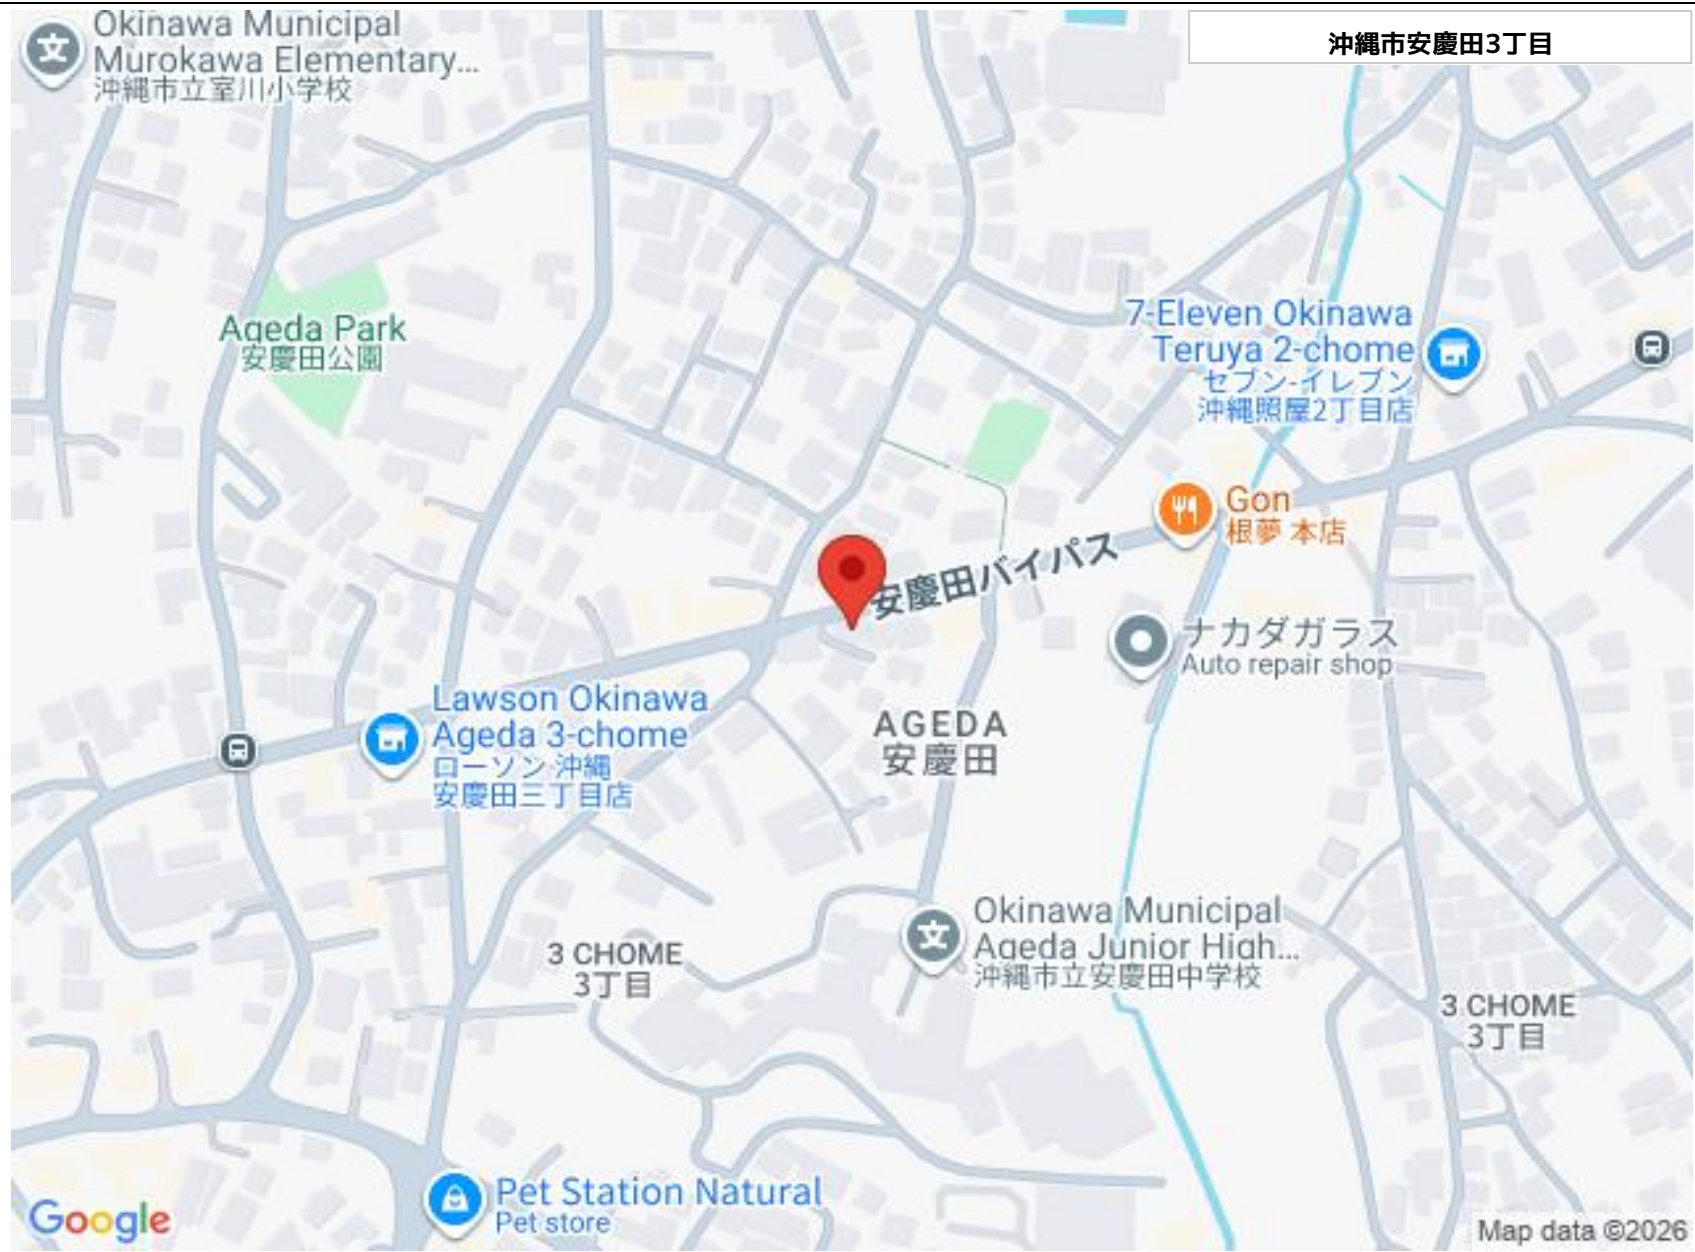 Okinawa Municipal
Murokawa Elementary...
沖縄市立室川小学校
沖縄市安慶田3丁目
Ageda Park
安慶田公園
7-Eleven Okinawa
Teruya 2-chome
セブン-イレブン
沖縄照屋2丁目店
Gon
根夢 本店
安慶田バイパス
ナカダガラス
Auto repair shop
Lawson Okinawa
Ageda 3-chome
ローソン 沖縄
安慶田三丁目店
AGEDA
安慶田
Okinawa Municipal
Ageda Junior High...
沖縄市立安慶田中学校
3 CHOME
3丁目
3 CHOME
3丁目
Pet Station Natural
Pet store
Google
Map data ©2026